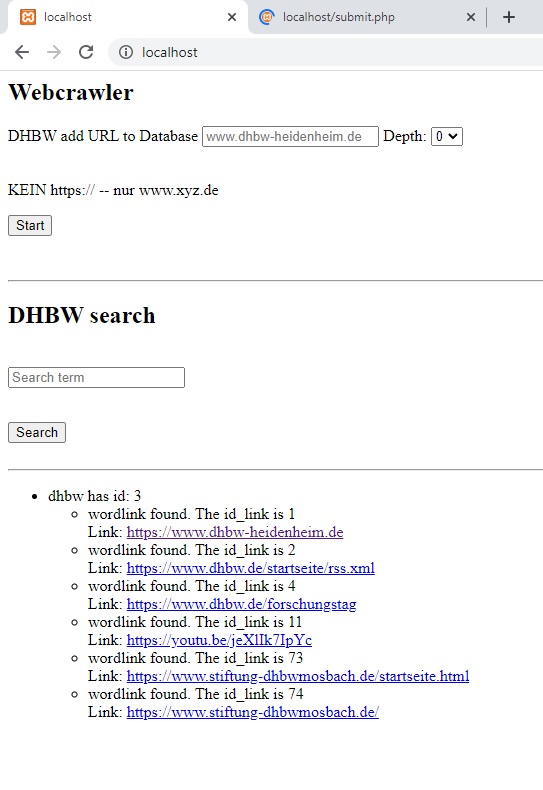 localhost
localhost/submit.php
localhost
Webcrawler
DHBW add URL to Database www.dhbw-heidenheim.de Depth: 0
KEIN https:// -- nur www.xyz.de
Start
DHBW search
Search term
Search
dhbw has id: 3
wordlink found. The id_link is 1
Link: https://www.dhbw-heidenheim.de
wordlink found. The id_link is 2
Link: https://www.dhbw.de/startseite/rss.xml
wordlink found. The id_link is 4
Link: https://www.dhbw.de/forschungstag
wordlink found. The id_link is 11
Link: https://youtu.be/jeXlIk7IpYc
wordlink found. The id_link is 73
Link: https://www.stiftung-dhbwmosbach.de/startseite.html
wordlink found. The id_link is 74
Link: https://www.stiftung-dhbwmosbach.de/